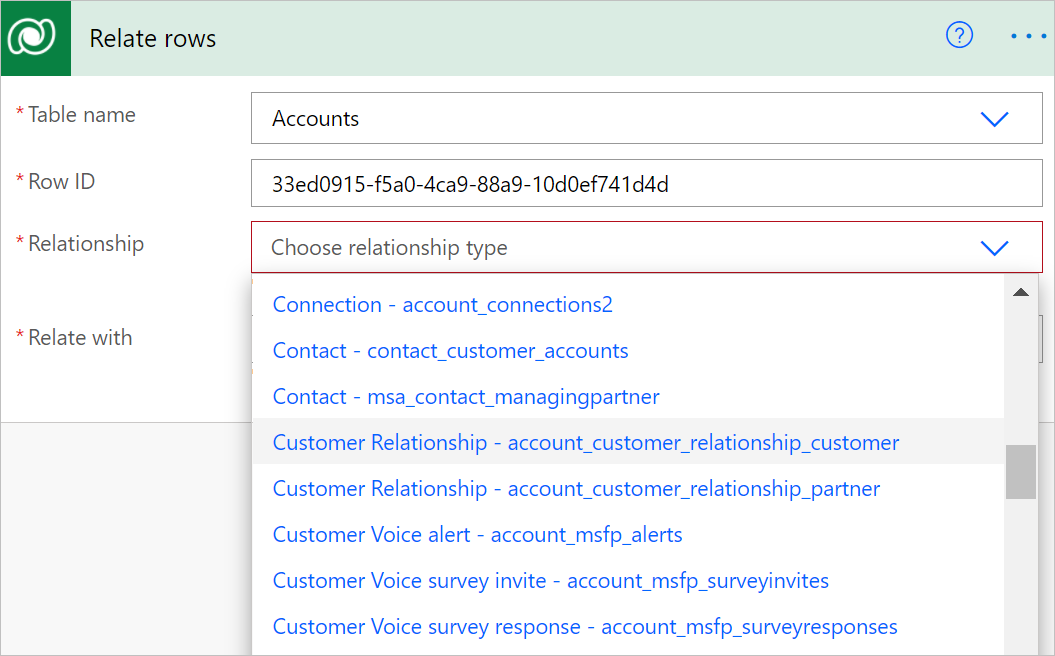 Relate rows
* Table name
Accounts
* Row ID
33ed0915-f5a0-4ca9-88a9-10d0ef741d4d
* Relationship
Choose relationship type
Connection - account_connections2
Contact - contact_customer_accounts
Contact - msa_contact_managingpartner
Customer Relationship - account_customer_relationship_customer
Customer Relationship - account_customer_relationship_partner
Customer Voice alert - account_msfp_alerts
Customer Voice survey invite - account_msfp_surveyinvites
Customer Voice survey response - account_msfp_surveyresponses
* Relate with